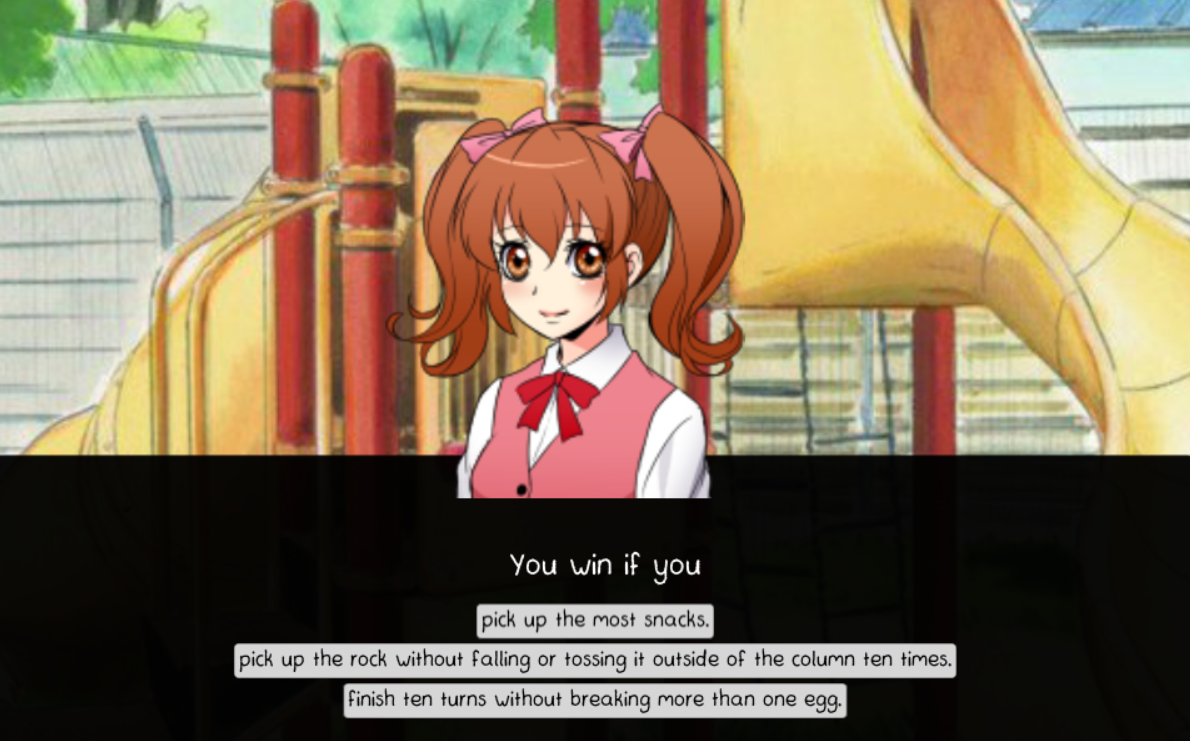 You win if you
pick up the most snacks.
pick up the rock without falling or tossing it outside of the column ten times.
finish ten turns without breaking more than one egg.